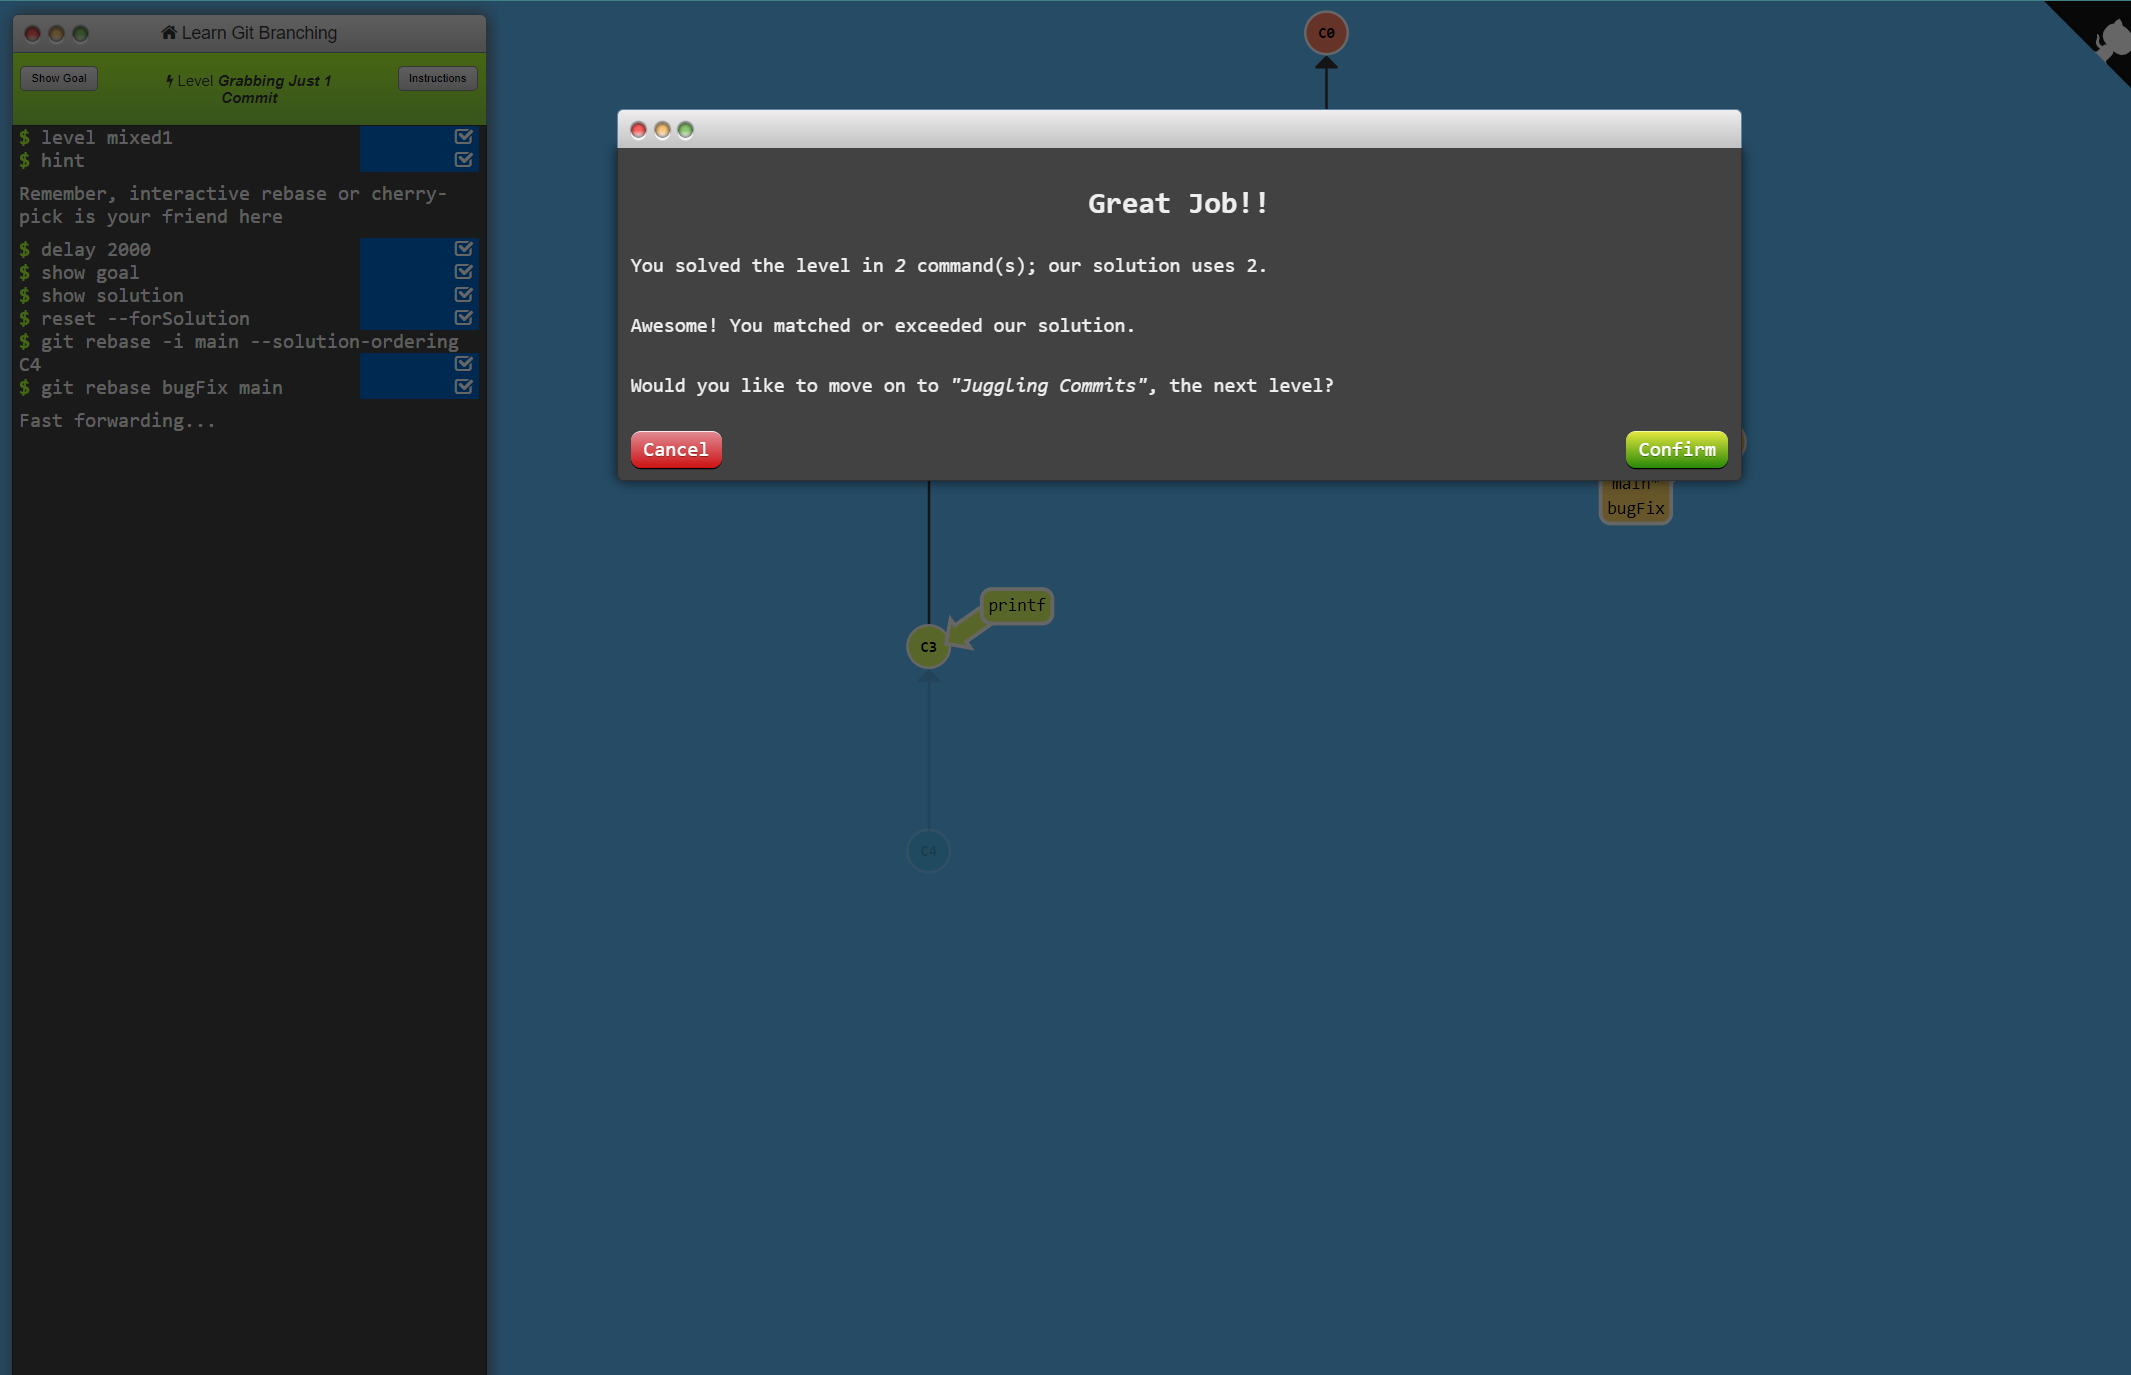 Learn Git Branching
Show Goal
Level Grabbing Just 1
Commit
Instructions
$ level mixed1
$ hint
Remember, interactive rebase or cherry-
pick is your friend here
$ delay 2000
$ show goal
$ show solution
$ reset --forSolution
$ git rebase -i main --solution-ordering
C4
$ git rebase bugFix main
Fast forwarding...
C0
Great Job!!
You solved the level in 2 command(s); our solution uses 2.
Awesome! You matched or exceeded our solution.
Would you like to move on to "Juggling Commits", the next level?
Cancel
Confirm
main*
bugFix
printf
C3
C4